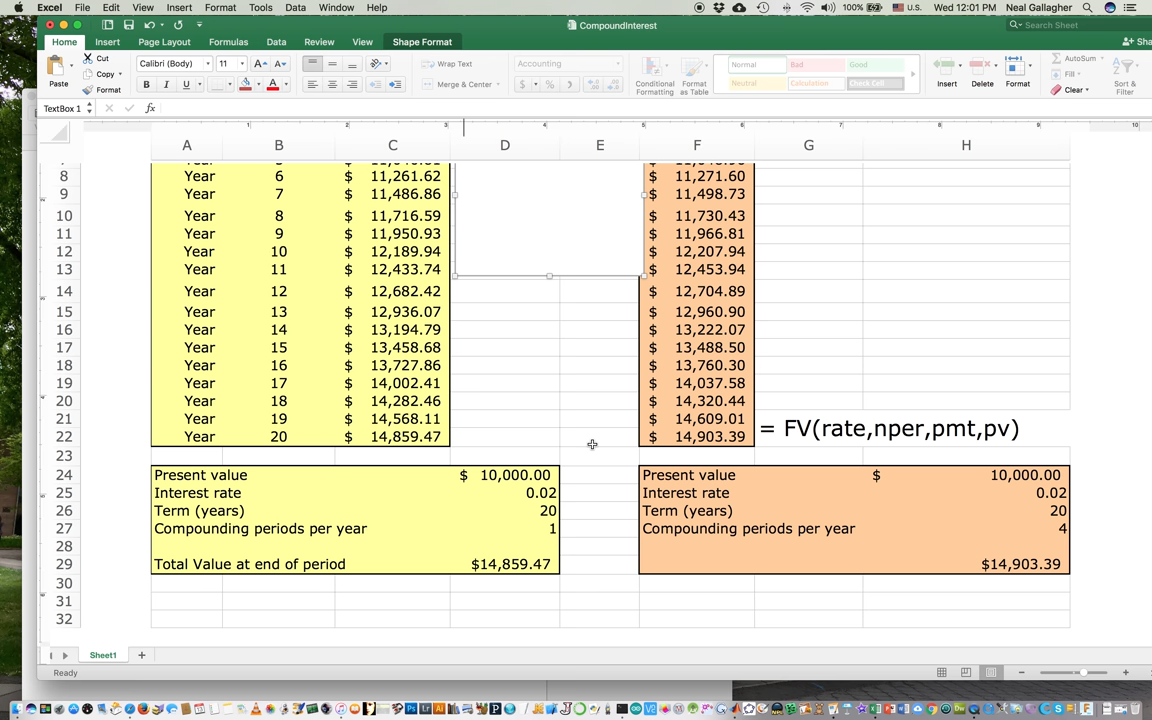 Excel File Edit View Insert Format Tools Data Window Help 100% U.S. Wed 12:01 PM Neal Gallagher
CompoundInterest
Search Sheet
Home Insert Page Layout Formulas Data Review View Shape Format
Cut
Copy
Format
Paste
Calibri (Body) 11
Wrap Text
Merge & Center
Accounting
Conditional Formatting
Format as Table
Normal Bad Good
Neutral Calculation Check Cell
Insert Delete Format
AutoSum
Fill
Clear
Sort & Filter
TextBox 1 fx
1 2 3 4 5 6 7 8 9 10
A B C D E F G H
8 Year 6 $ 11,261.62 $ 11,271.60
9 Year 7 $ 11,486.86 $ 11,498.73
10 Year 8 $ 11,716.59 $ 11,730.43
11 Year 9 $ 11,950.93 $ 11,966.81
12 Year 10 $ 12,189.94 $ 12,207.94
13 Year 11 $ 12,433.74 $ 12,453.94
14 Year 12 $ 12,682.42 $ 12,704.89
15 Year 13 $ 12,936.07 $ 12,960.90
16 Year 14 $ 13,194.79 $ 13,222.07
17 Year 15 $ 13,458.68 $ 13,488.50
18 Year 16 $ 13,727.86 $ 13,760.30
19 Year 17 $ 14,002.41 $ 14,037.58
20 Year 18 $ 14,282.46 $ 14,320.44
21 Year 19 $ 14,568.11 $ 14,609.01
22 Year 20 $ 14,859.47 $ 14,903.39 = FV(rate,nper,pmt,pv)
23
24 Present value $ 10,000.00 Present value $ 10,000.00
25 Interest rate 0.02 Interest rate 0.02
26 Term (years) 20 Term (years) 20
27 Compounding periods per year 1 Compounding periods per year 4
28
29 Total Value at end of period $14,859.47 $14,903.39
30
31
32
Sheet1
Ready